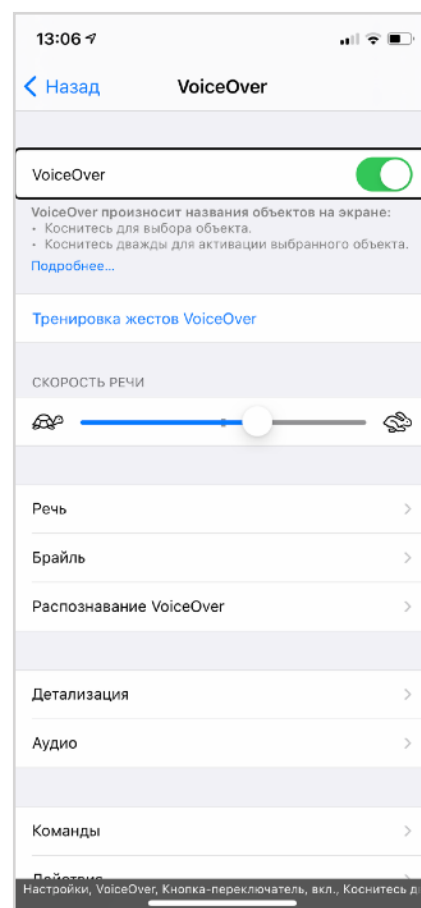 13:06
Назад
VoiceOver
VoiceOver
VoiceOver произносит названия объектов на экране:
• Коснитесь для выбора объекта.
• Коснитесь дважды для активации выбранного объекта.
Подробнее...
Тренировка жестов VoiceOver
СКОРОСТЬ РЕЧИ
Речь
Брайль
Распознавание VoiceOver
Детализация
Аудио
Команды
Действия
Настройки, VoiceOver, Кнопка-переключатель, вкл., Коснитесь